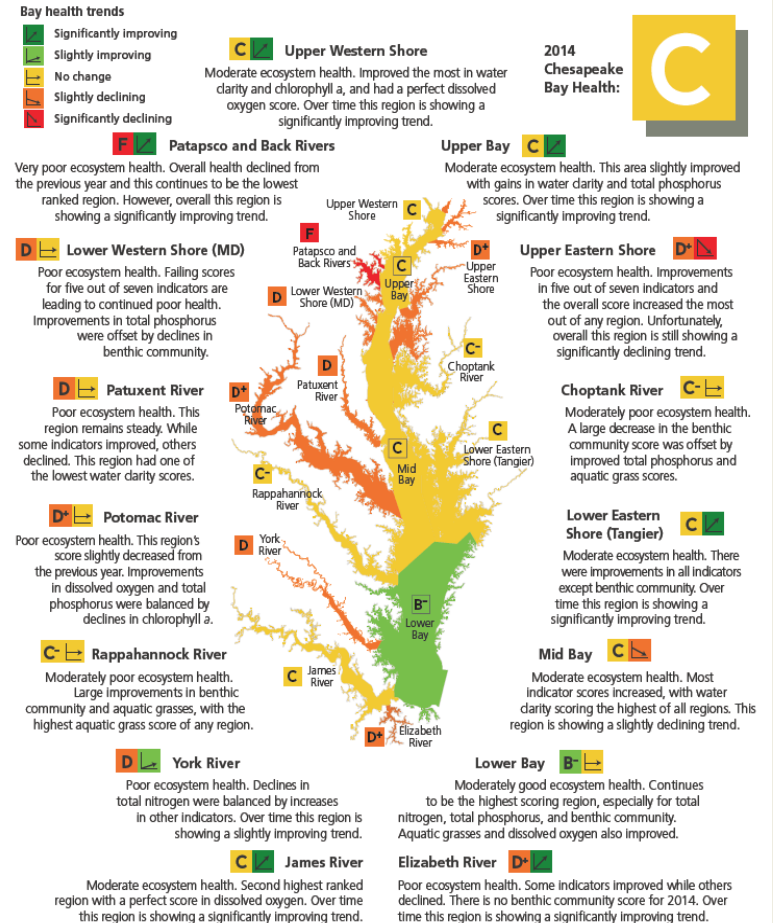 Bay health trends
Significantly improving
Slightly improving
No change
Slightly declining
Significantly declining
C Upper Western Shore
Moderate ecosystem health. Improved the most in water
clarity and chlorophyll a, and had a perfect dissolved
oxygen score. Over time this region is showing a
significantly improving trend.
2014
Chesapeake
Bay Health:
C
F Patapsco and Back Rivers
Very poor ecosystem health. Overall health declined from
the previous year and this continues to be the lowest
ranked region. However, overall this region is
showing a significantly improving trend.
Upper Bay C
Moderate ecosystem health. This area slightly improved
with gains in water clarity and total phosphorus
scores. Over time this region is showing a
significantly improving trend.
D Lower Western Shore (MD)
Poor ecosystem health. Failing scores
for five out of seven indicators are
leading to continued poor health.
Improvements in total phosphorus
were offset by declines in
benthic community.
Upper Eastern Shore D+
Poor ecosystem health. Improvements
in five out of seven indicators and
the overall score increased the most
out of any region. Unfortunately,
overall this region is still showing a
significantly declining trend.
D Patuxent River
Poor ecosystem health. This
region remains steady. While
some indicators improved, others
declined. This region had one of
the lowest water clarity scores.
Choptank River C-
Moderately poor ecosystem health.
A large decrease in the benthic
community score was offset by
improved total phosphorus and
aquatic grass scores.
D+ Potomac River
Poor ecosystem health. This region's
score slightly decreased from
the previous year. Improvements
in dissolved oxygen and total
phosphorus were balanced by
declines in chlorophyll a.
Lower Eastern
Shore (Tangier) C
Moderate ecosystem health. There
were improvements in all indicators
except benthic community. Over
time this region is showing a
significantly improving trend.
C- Rappahannock River
Moderately poor ecosystem health.
Large improvements in benthic
community and aquatic grasses, with the
highest aquatic grass score of any region.
Mid Bay C
Moderate ecosystem health. Most
indicator scores increased, with water
clarity scoring the highest of all regions. This
region is showing a slightly declining trend.
D York River
Poor ecosystem health. Declines in
total nitrogen were balanced by increases
in other indicators. Over time this region is
showing a slightly improving trend.
Lower Bay B-
Moderately good ecosystem health. Continues
to be the highest scoring region, especially for total
nitrogen, total phosphorus, and benthic community.
Aquatic grasses and dissolved oxygen also improved.
C James River
Moderate ecosystem health. Second highest ranked
region with a perfect score in dissolved oxygen. Over time
this region is showing a significantly improving trend.
Elizabeth River D+
Poor ecosystem health. Some indicators improved while others
declined. There is no benthic community score for 2014. Over
time this region is showing a significantly improving trend.
Upper Western
Shore
C
F
Patapsco and
Back Rivers
C
Upper
Bay
D+
Upper
Eastern
Shore
D
Lower Western
Shore (MD)
C-
Choptank
River
D
Patuxent
River
D+
Potomac
River
C
Mid
Bay
C
Lower Eastern
Shore (Tangier)
C-
Rappahannock
River
D
York
River
B-
Lower
Bay
C
James
River
D+
Elizabeth
River